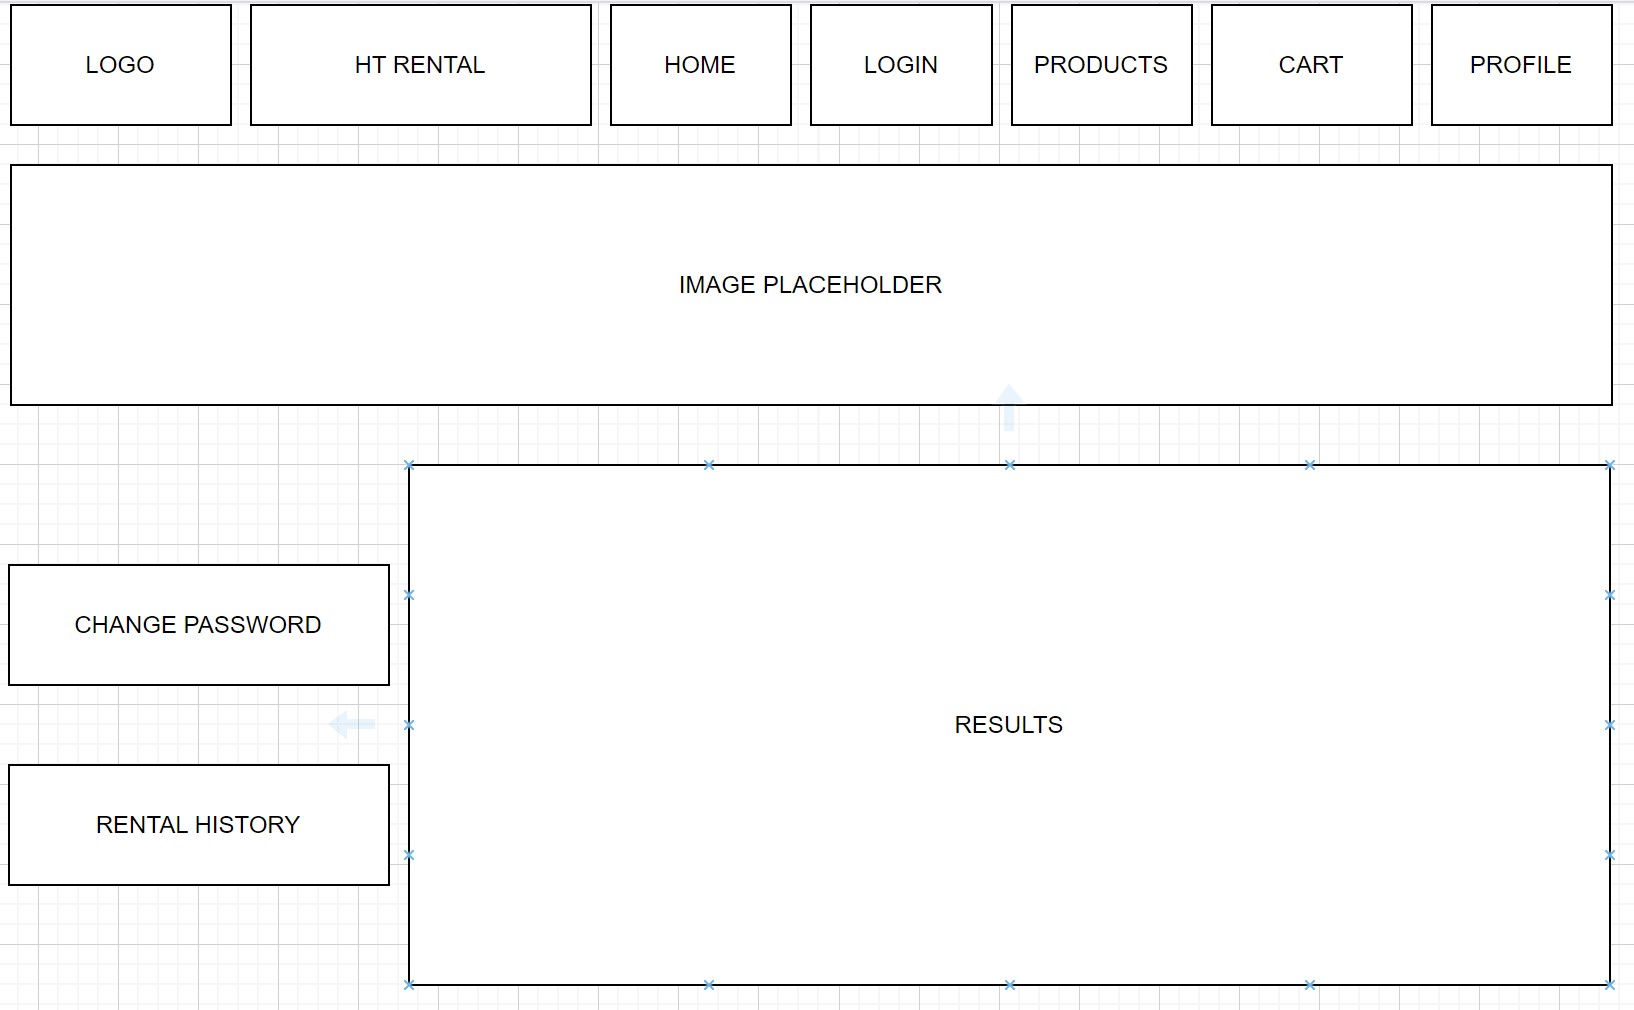 LOGO
HT RENTAL
HOME
LOGIN
PRODUCTS
CART
PROFILE
IMAGE PLACEHOLDER
CHANGE PASSWORD
RESULTS
RENTAL HISTORY